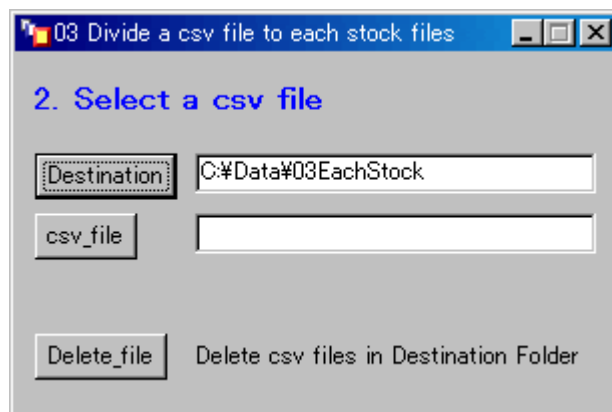 03 Divide a csv file to each stock files
2. Select a csv file
Destination C:¥Data¥03EachStock
csv_file
Delete_file Delete csv files in Destination Folder